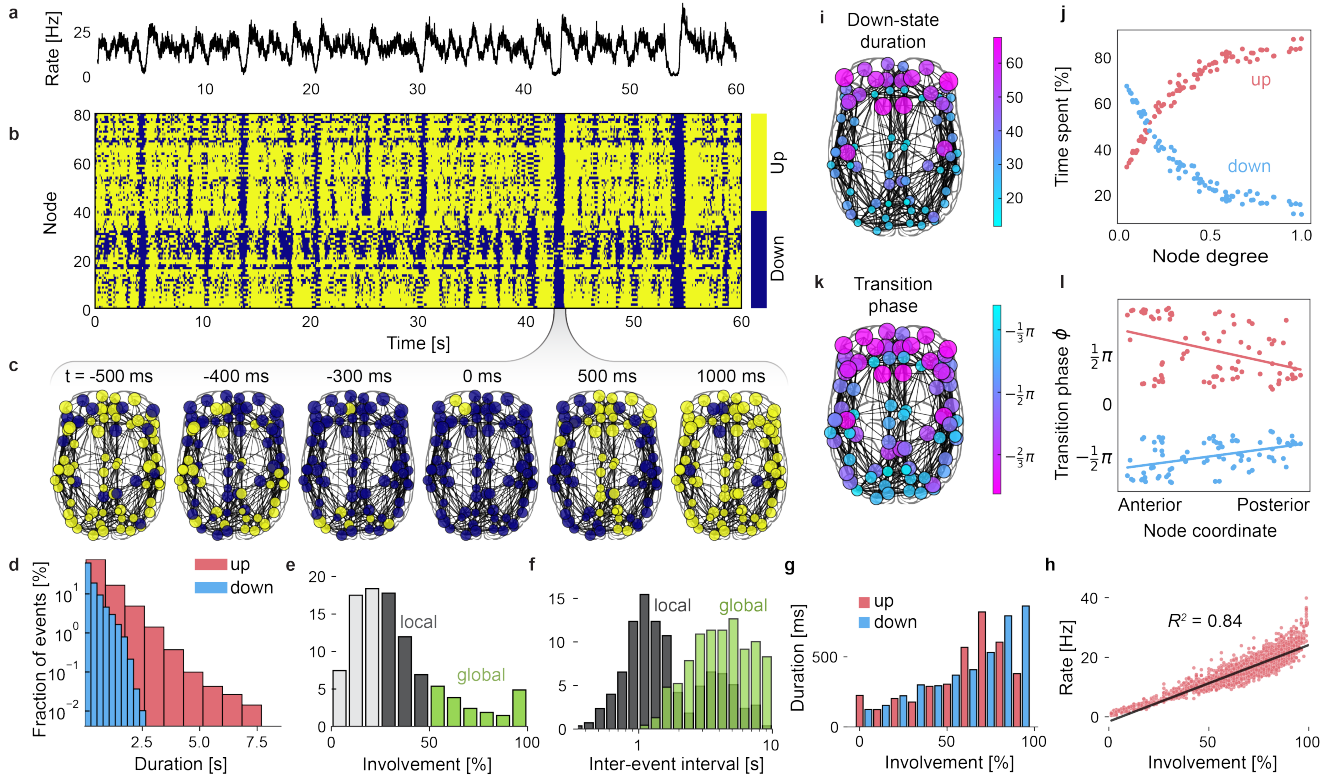 a
Rate [Hz]
25
0
10 20 30 40 50 60
b
Node
80
60
40
20
0
Up
Down
0 10 20 30 40 50 60
Time [s]
c
t = -500 ms -400 ms -300 ms 0 ms 500 ms 1000 ms
d
Fraction of events [%]
10¹
10⁰
10⁻¹
10⁻²
up
down
2.5 7.5
Duration [s]
e
20
15
10
5
0
local
global
0 50 100
Involvement [%]
f
15
10
5
0
local
global
1 10
Inter-event interval [s]
g
Duration [ms]
500
up
down
0 50 100
Involvement [%]
h
Rate [Hz]
40
20
0
R² = 0.84
0 50 100
Involvement [%]
i
Down-state
duration
60
50
40
30
20
j
Time spent [%]
80
60
40
20
up
down
0.0 0.5 1.0
Node degree
k
Transition
phase
−⅓π
−½π
−⅔π
l
Transition phase ϕ
½π
0
−½π
Anterior Posterior
Node coordinate